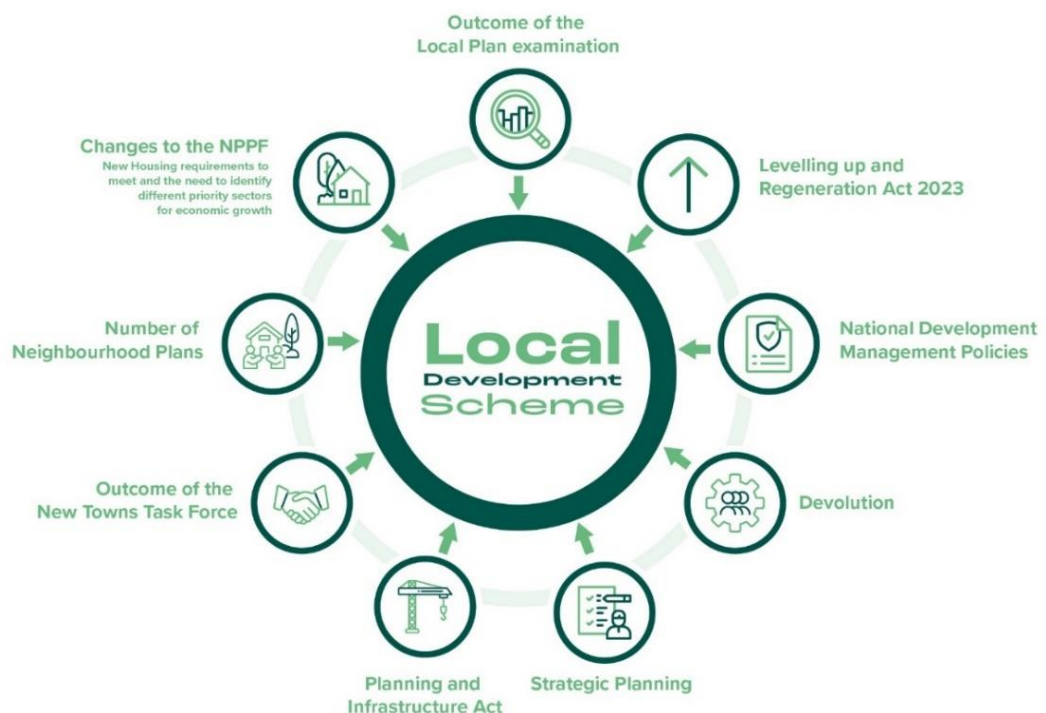 Outcome of the
Local Plan examination
Changes to the NPPF
New Housing requirements to
meet and the need to identify
different priority sectors
for economic growth
Levelling up and
Regeneration Act 2023
Number of
Neighbourhood Plans
Local
Development
Scheme
National Development
Management Policies
Outcome of the
New Towns Task Force
Devolution
Planning and
Infrastructure Act
Strategic Planning